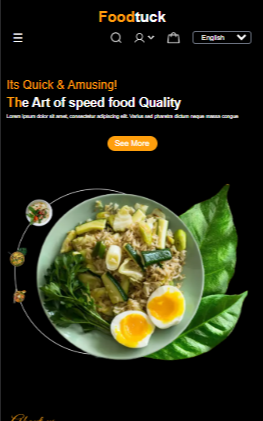 Foodtuck
English
Its Quick & Amusing!
The Art of speed food Quality
Lorem ipsum dolor sit amet, consectetur adipiscing elit. Varius sed pharetra dictum neque massa congue
See More